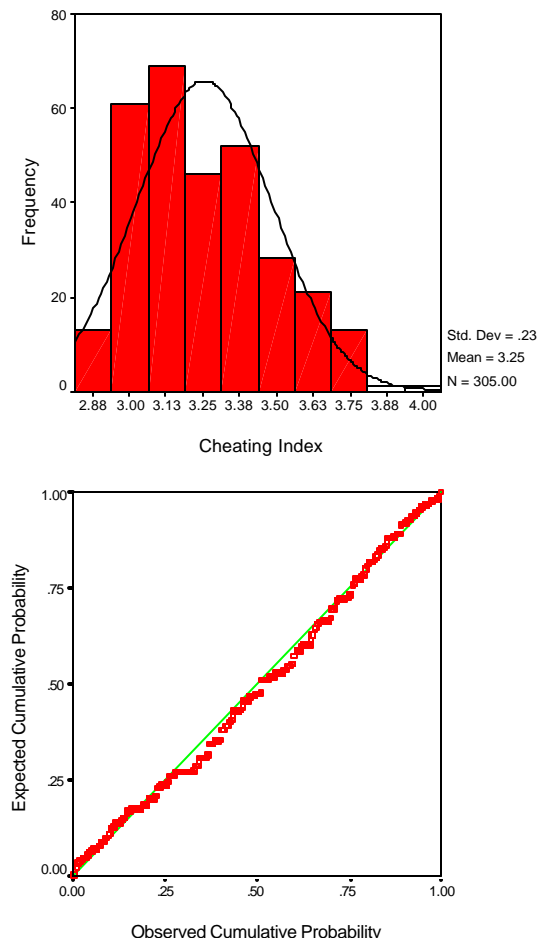 80
60
40
20
0
Frequency
2.88 3.00 3.13 3.25 3.38 3.50 3.63 3.75 3.88 4.00
Cheating Index
Std. Dev = .23
Mean = 3.25
N = 305.00
1.00
.75
.50
.25
0.00
Expected Cumulative Probability
0.00 .25 .50 .75 1.00
Observed Cumulative Probability